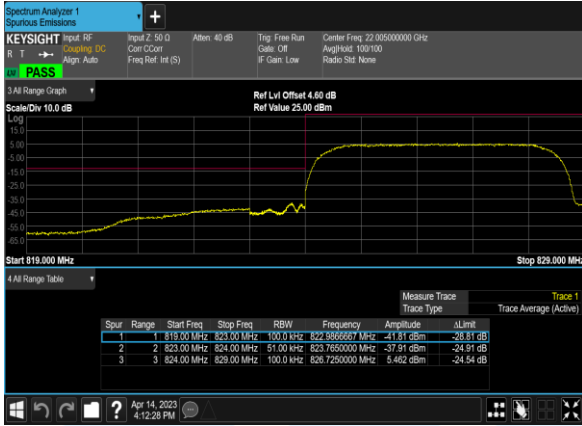 Spectrum Analyzer 1
Spurious Emissions
KEYSIGHT Input: RF Input Z: 50 Ω Atten: 40 dB Trig: Free Run Center Freq: 22.005000000 GHz
R T Coupling: DC Corr CCorr Gate: Off Avg|Hold: 100/100
Align: Auto Freq Ref: Int (S) IF Gain: Low Radio Std: None
PASS
3 All Range Graph
Ref Lvl Offset 4.60 dB
Scale/Div 10.0 dB Ref Value 25.00 dBm
Log
15.0
5.00
-5.00
-15.0
-25.0
-35.0
-45.0
-55.0
-65.0
Start 819.000 MHz Stop 829.000 MHz
4 All Range Table
Measure Trace Trace 1
Trace Type Trace Average (Active)
Spur Range Start Freq Stop Freq RBW Frequency Amplitude ΔLimit
1 1 819.00 MHz 823.00 MHz 100.0 kHz 822.9866667 MHz -41.81 dBm -28.81 dB
2 2 823.00 MHz 824.00 MHz 51.00 kHz 823.7650000 MHz -37.91 dBm -24.91 dB
3 3 824.00 MHz 829.00 MHz 100.0 kHz 826.7250000 MHz 5.462 dBm -24.54 dB
Apr 14, 2023
4:12:28 PM